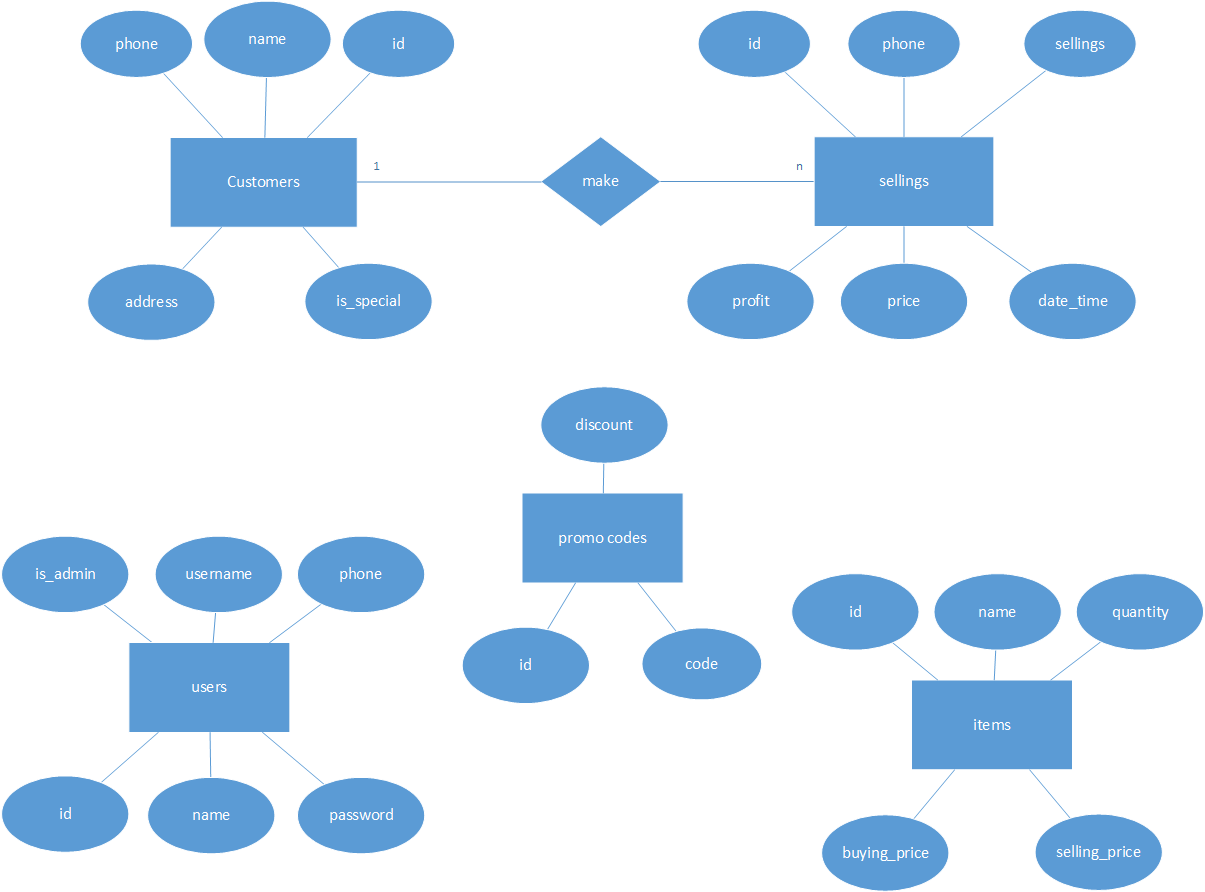 phone
name
id
id
phone
sellings
Customers
1
make
n
sellings
address
is_special
profit
price
date_time
discount
promo codes
id
code
is_admin
username
phone
users
id
name
password
id
name
quantity
items
buying_price
selling_price